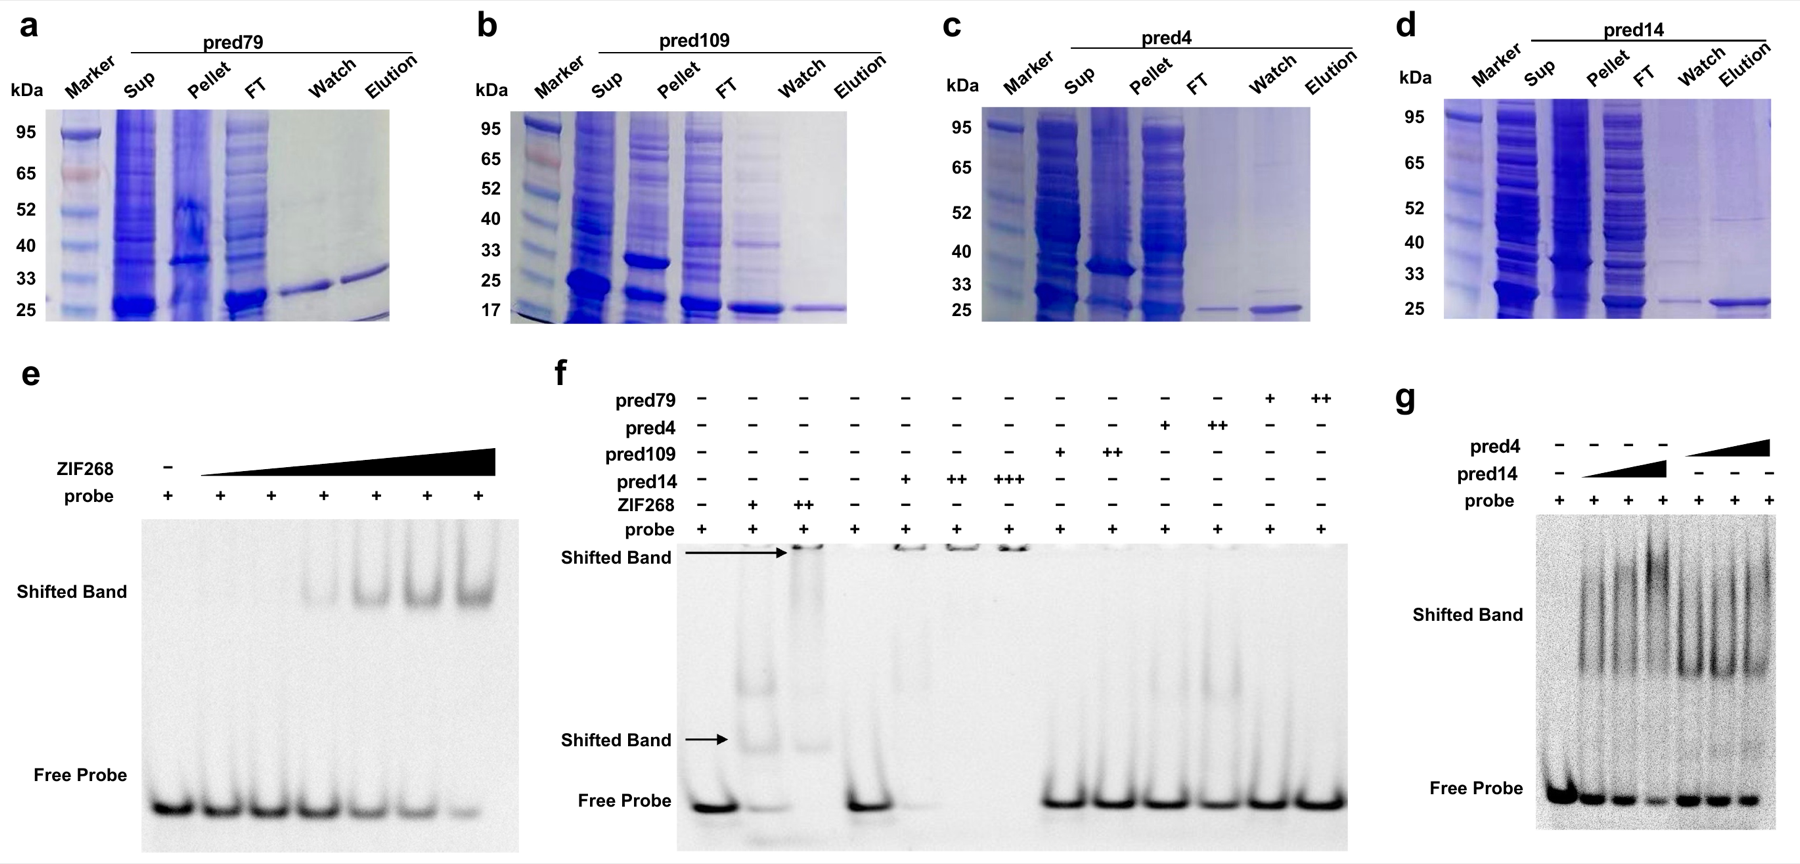 a
pred79
kDa
Marker
Sup
Pellet
FT
Watch
Elution
95
65
52
40
33
25
b
pred109
kDa
Marker
Sup
Pellet
FT
Watch
Elution
95
65
52
40
33
25
17
c
pred4
kDa
Marker
Sup
Pellet
FT
Watch
Elution
95
65
52
40
33
25
d
pred14
kDa
Marker
Sup
Pellet
FT
Watch
Elution
95
65
52
40
33
25
e
ZIF268 –
probe + + + + + + +
Shifted Band
Free Probe
f
pred79 – – – – – – – – – – – + ++
pred4 – – – – – – – – – + ++ – –
pred109 – – – – – – – + ++ – – – –
pred14 – – – – + ++ +++ – – – – – –
ZIF268 – + ++ – – – – – – – – – –
probe + + + + + + + + + + + + +
Shifted Band
Shifted Band
Free Probe
g
pred4 – – – –
pred14 – – – –
probe + + + + + + +
Shifted Band
Free Probe